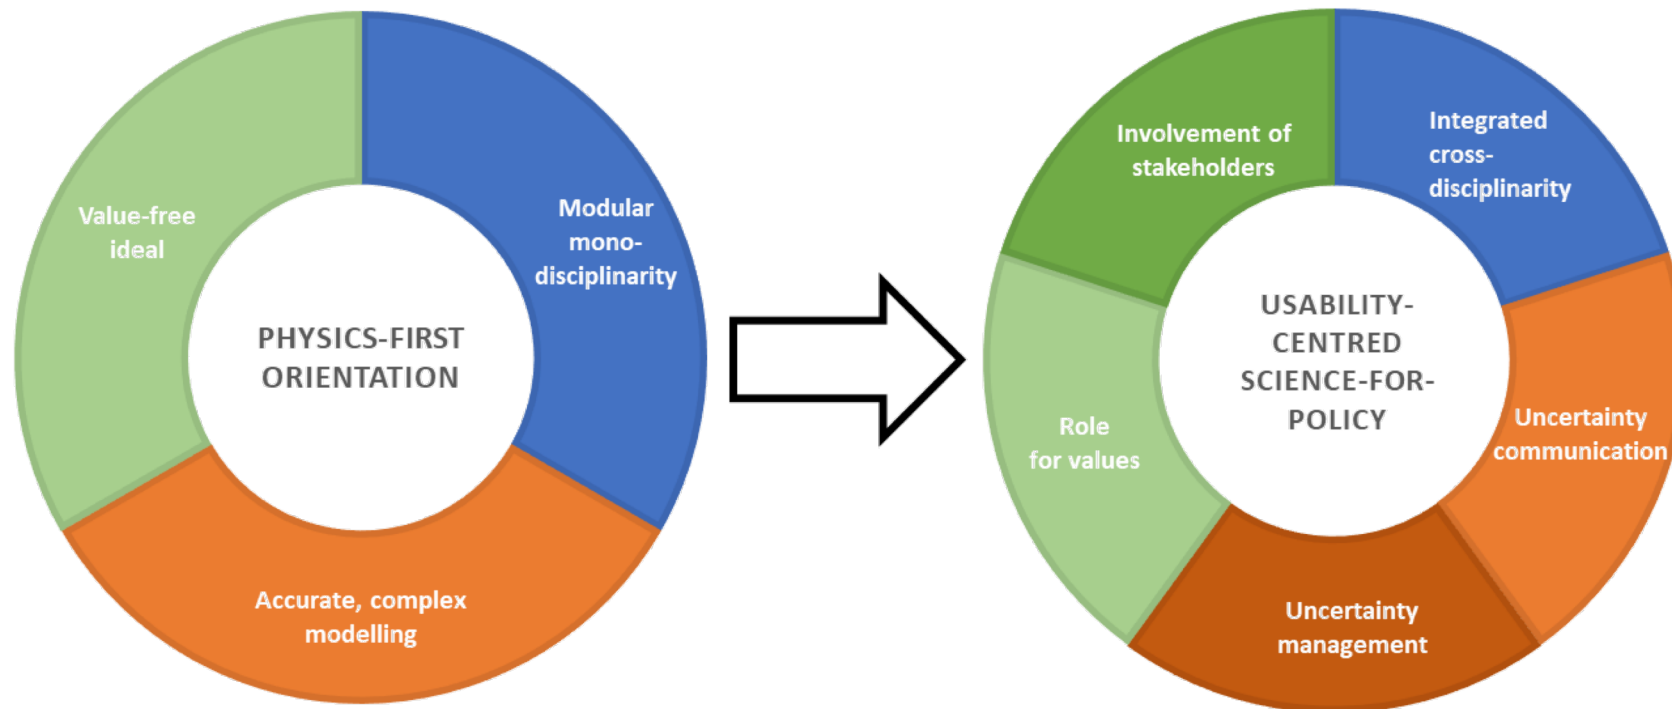 Value-free
ideal
Modular
mono-
disciplinarity
PHYSICS-FIRST
ORIENTATION
Accurate, complex
modelling
Involvement of
stakeholders
Integrated
cross-
disciplinarity
USABILITY-
CENTRED
SCIENCE-FOR-
POLICY
Role
for values
Uncertainty
communication
Uncertainty
management